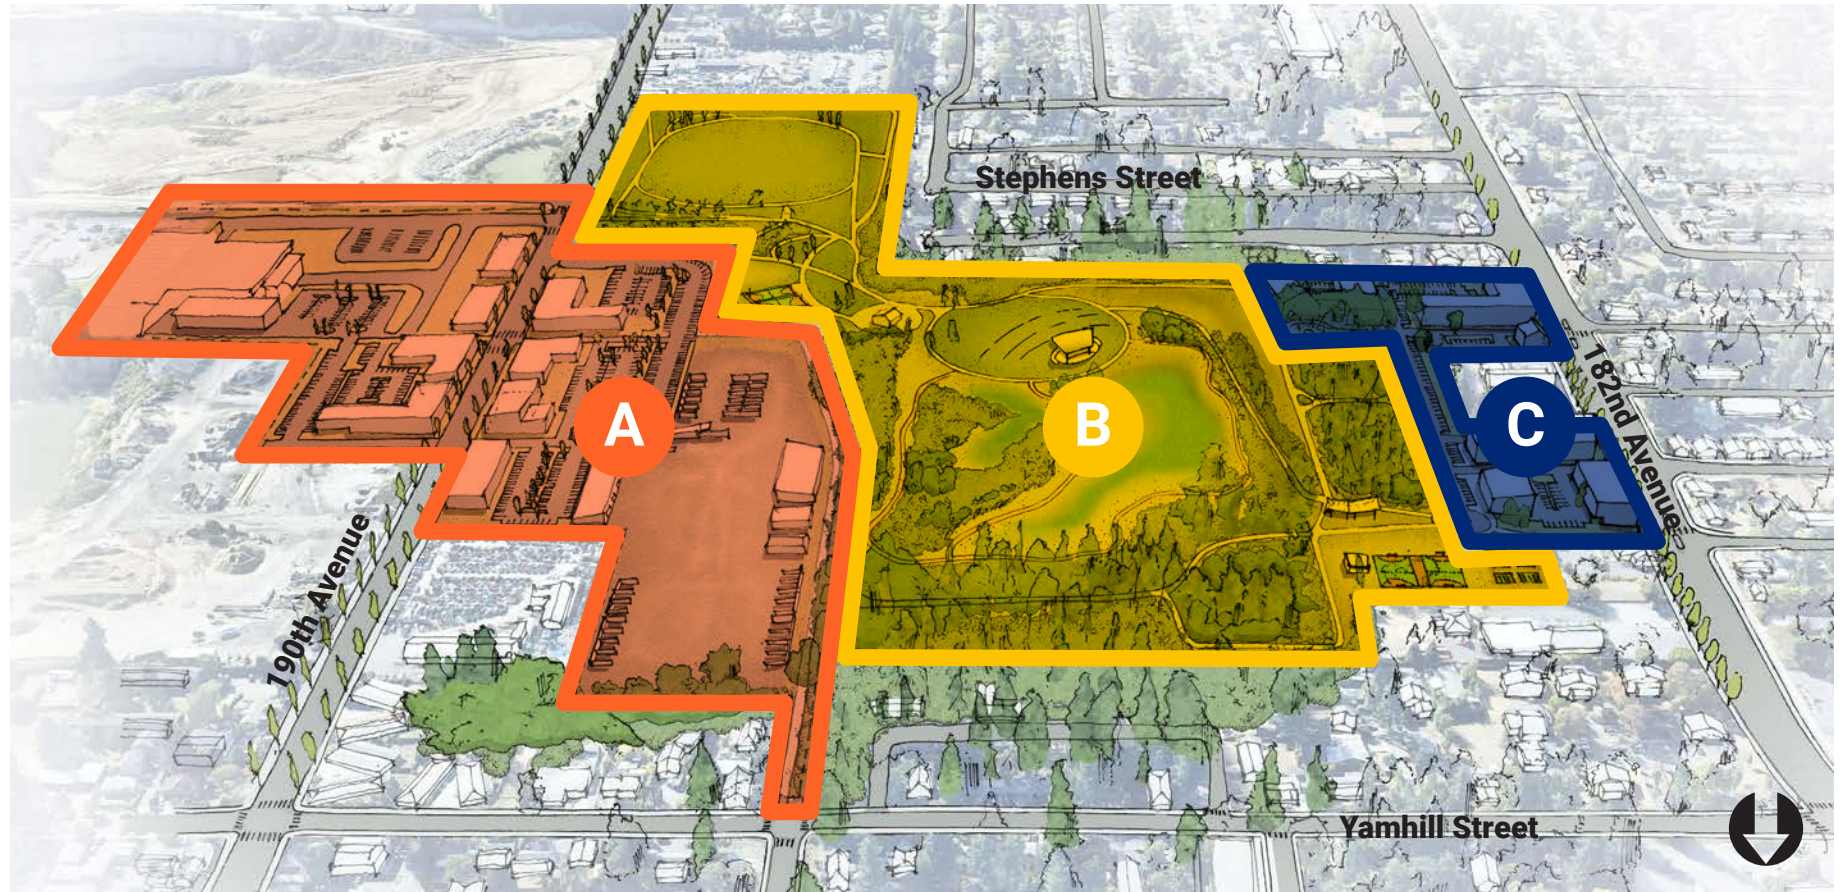 Stephens Street
A
B
C
182nd Avenue
190th Avenue
Yamhill Street